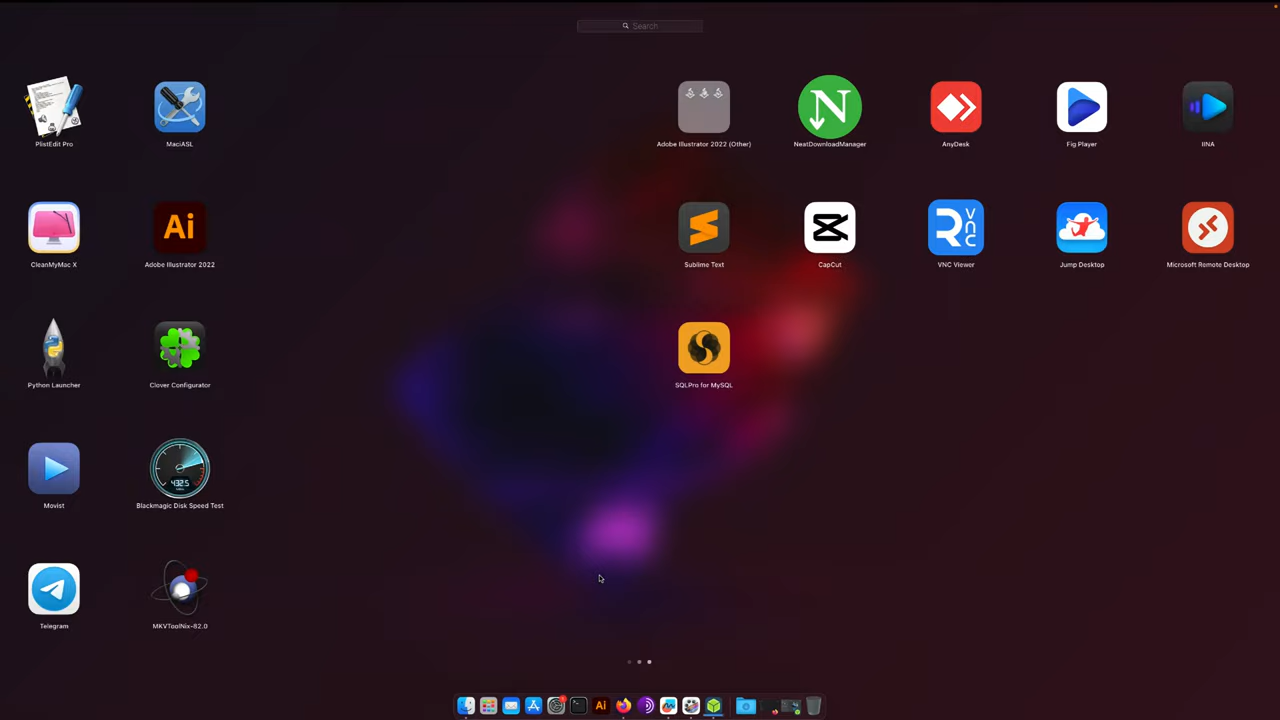 Search
PlistEdit Pro
MaciASL
Adobe Illustrator 2022 (Other)
NeatDownloadManager
AnyDesk
Fig Player
IINA
CleanMyMac X
Ai
Adobe Illustrator 2022
Sublime Text
CapCut
VNC Viewer
Jump Desktop
Microsoft Remote Desktop
Python Launcher
Clover Configurator
SQLPro for MySQL
Movist
432.5
Blackmagic Disk Speed Test
Telegram
MKVToolNix-82.0
Ai